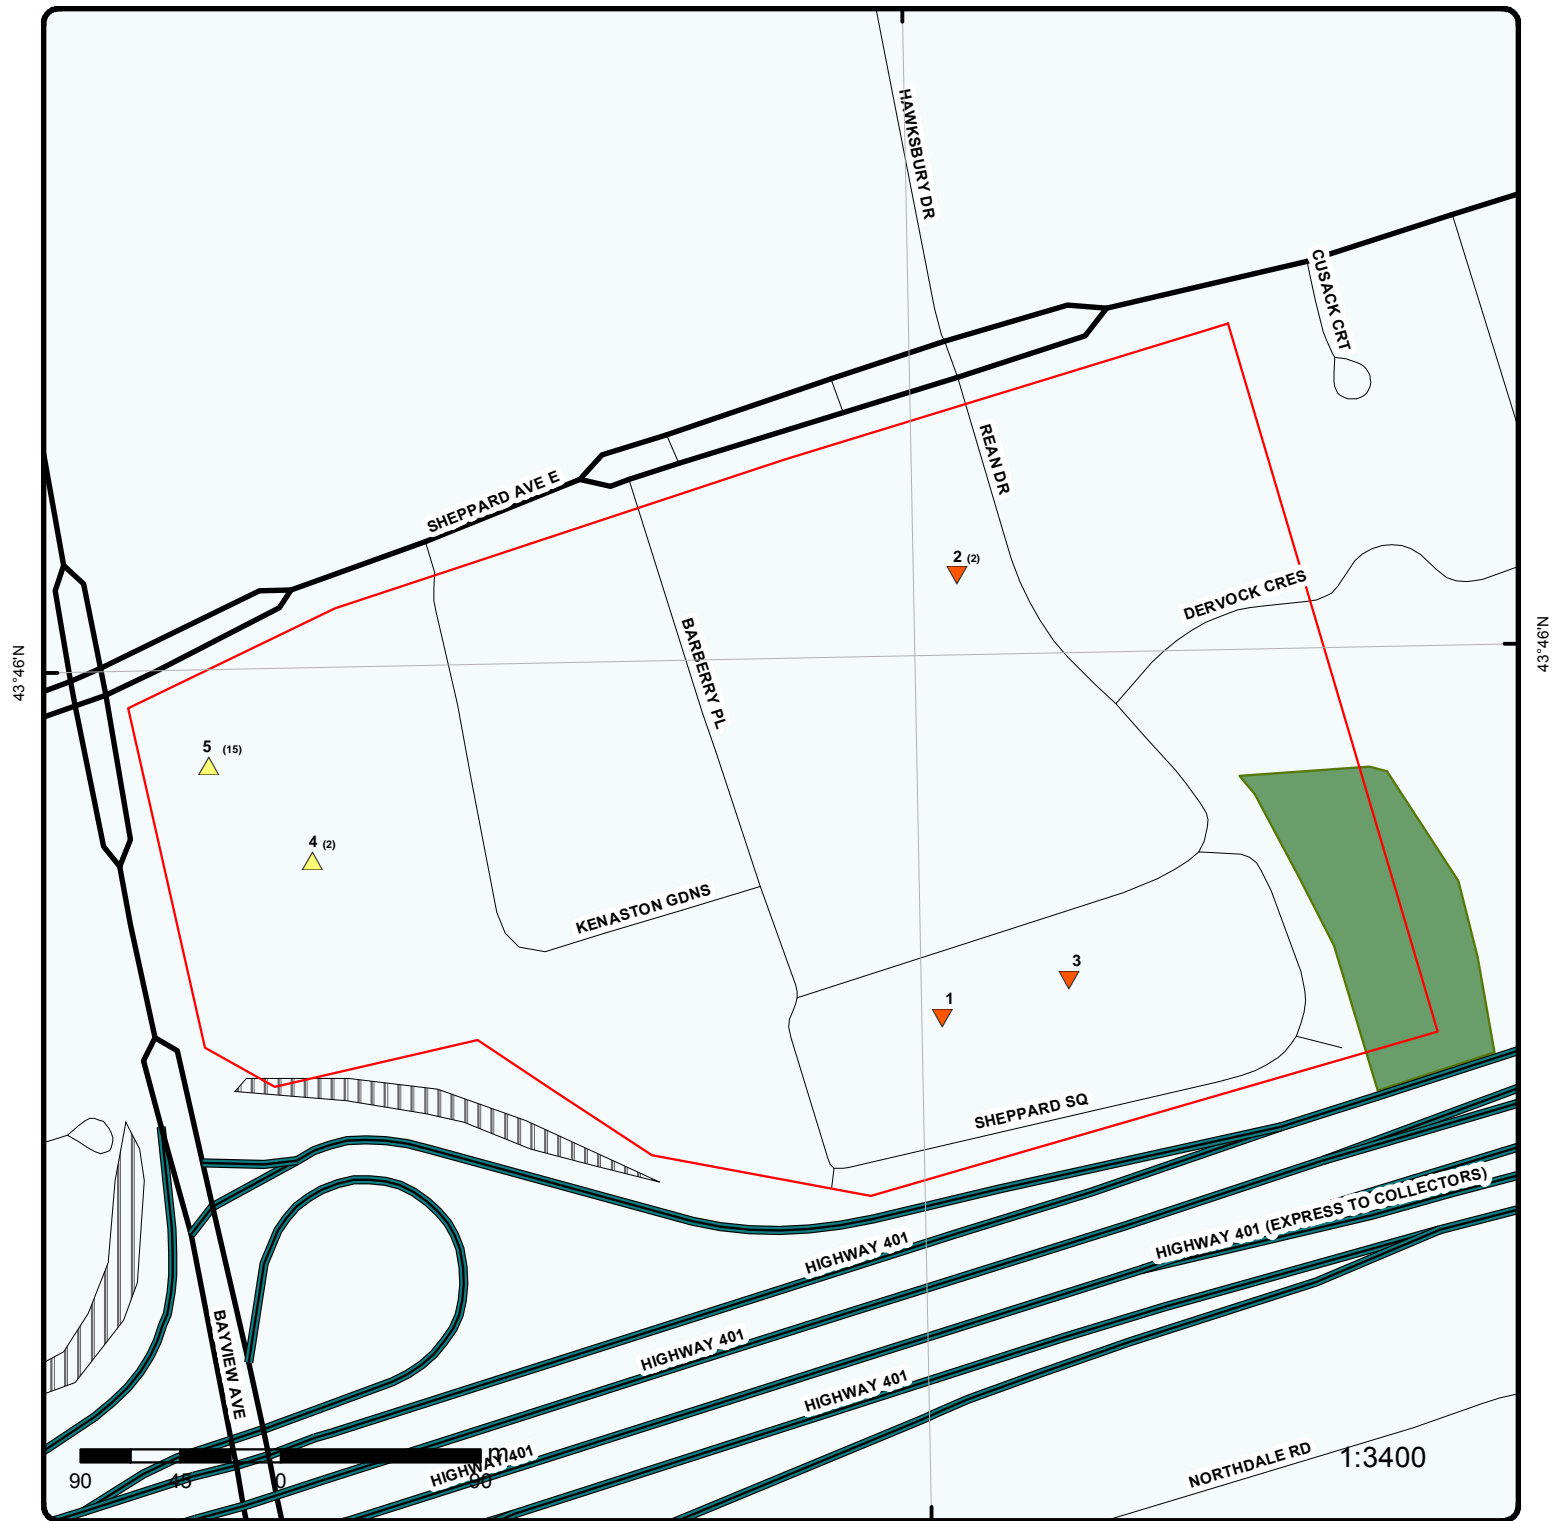 HAWKSBURY DR
CUSACK CRT
REAN DR
SHEPPARD AVE E
2 (2)
DERVOCK CRES
BARBERRY PL
43°46'N
43°46'N
5 (15)
4 (2)
KENASTON GDNS
3
1
SHEPPARD SQ
HIGHWAY 401 (EXPRESS TO COLLECTORS)
HIGHWAY 401
HIGHWAY 401
HIGHWAY 401
HIGHWAY 401
BAYVIEW AVE
NORTHDALE RD
m
90 45 0 90
1:3400